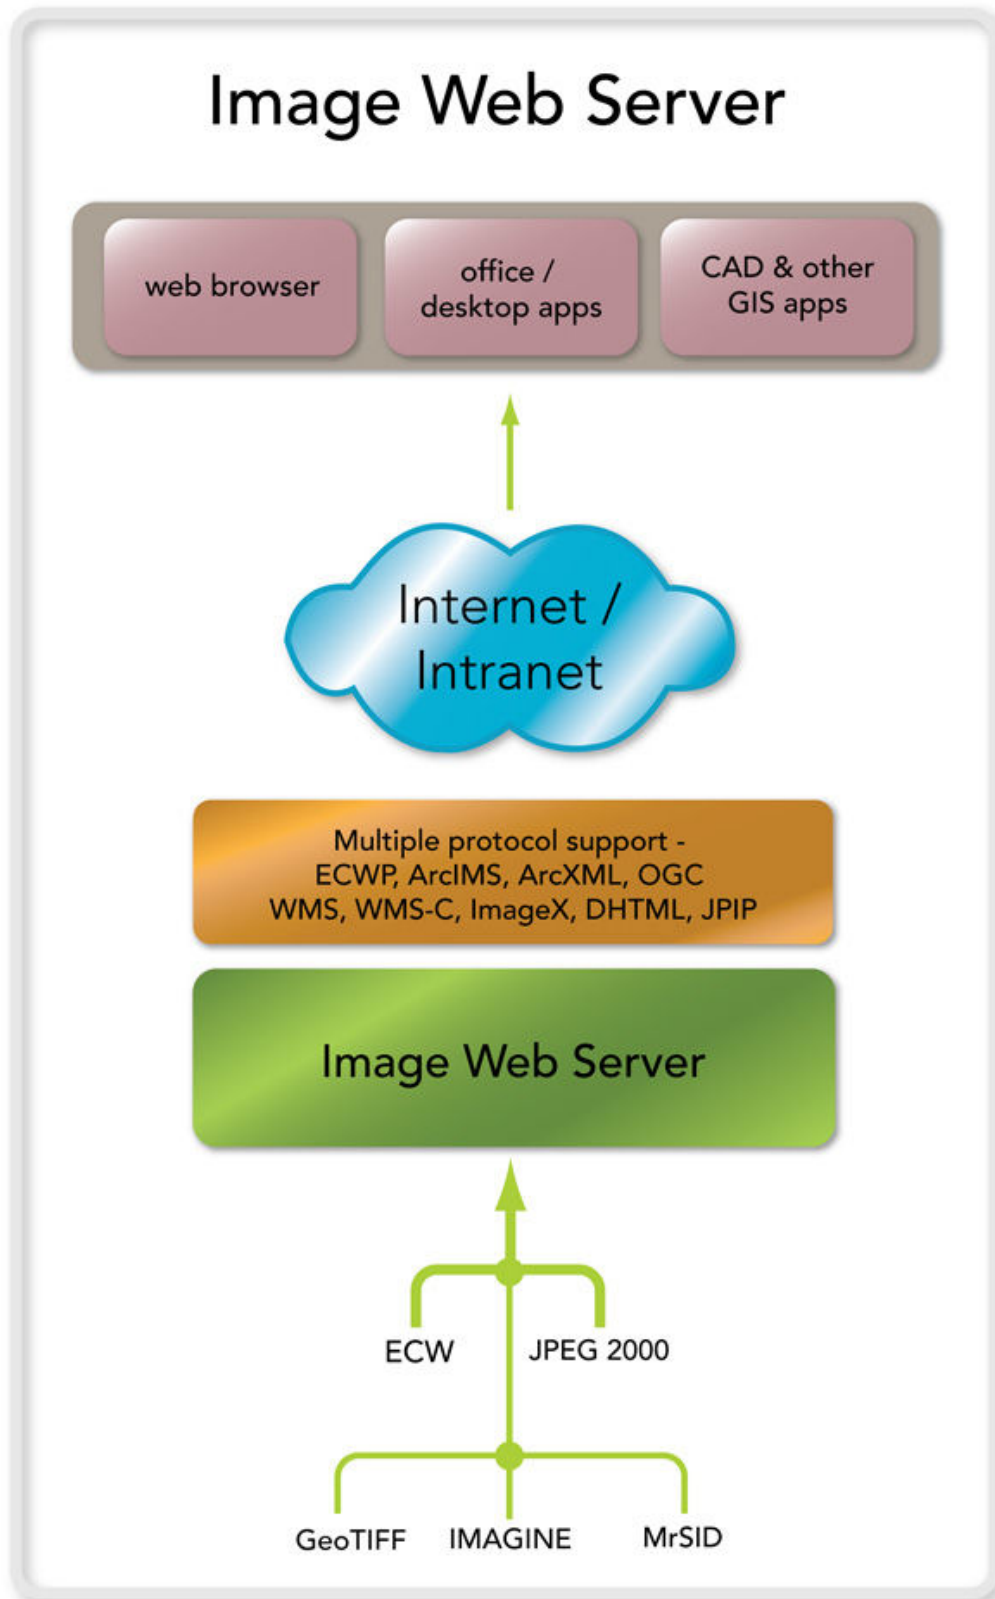 Image Web Server
web browser
office /
desktop apps
CAD & other
GIS apps
Internet /
Intranet
Multiple protocol support -
ECWP, ArcIMS, ArcXML, OGC
WMS, WMS-C, ImageX, DHTML, JPIP
Image Web Server
ECW
JPEG 2000
GeoTIFF
IMAGINE
MrSID